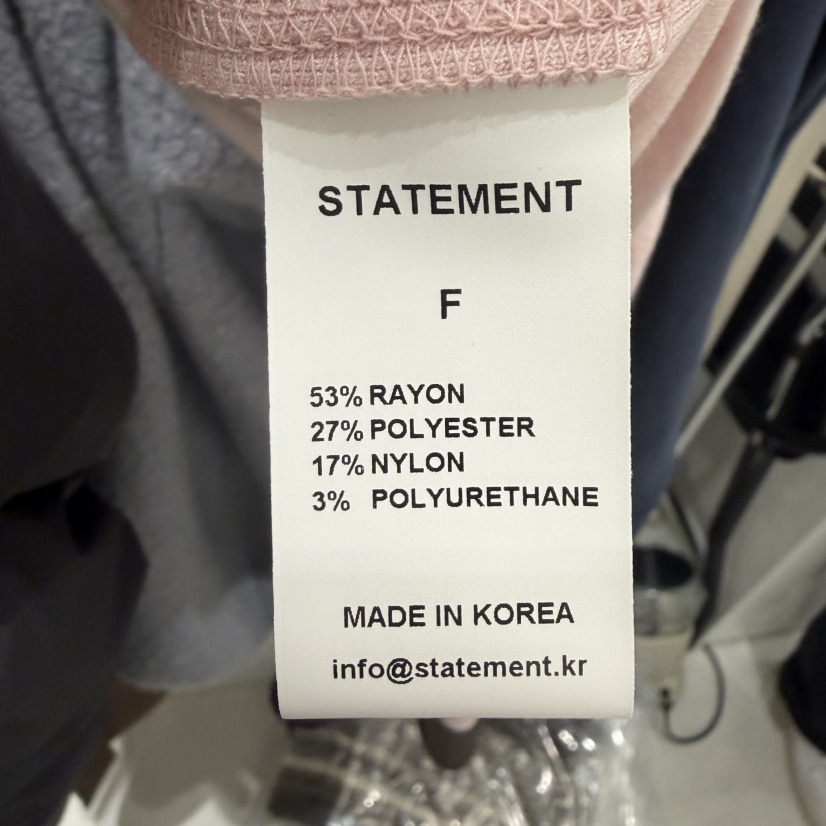 STATEMENT
F
53% RAYON
27% POLYESTER
17% NYLON
3% POLYURETHANE
MADE IN KOREA
info@statement.kr